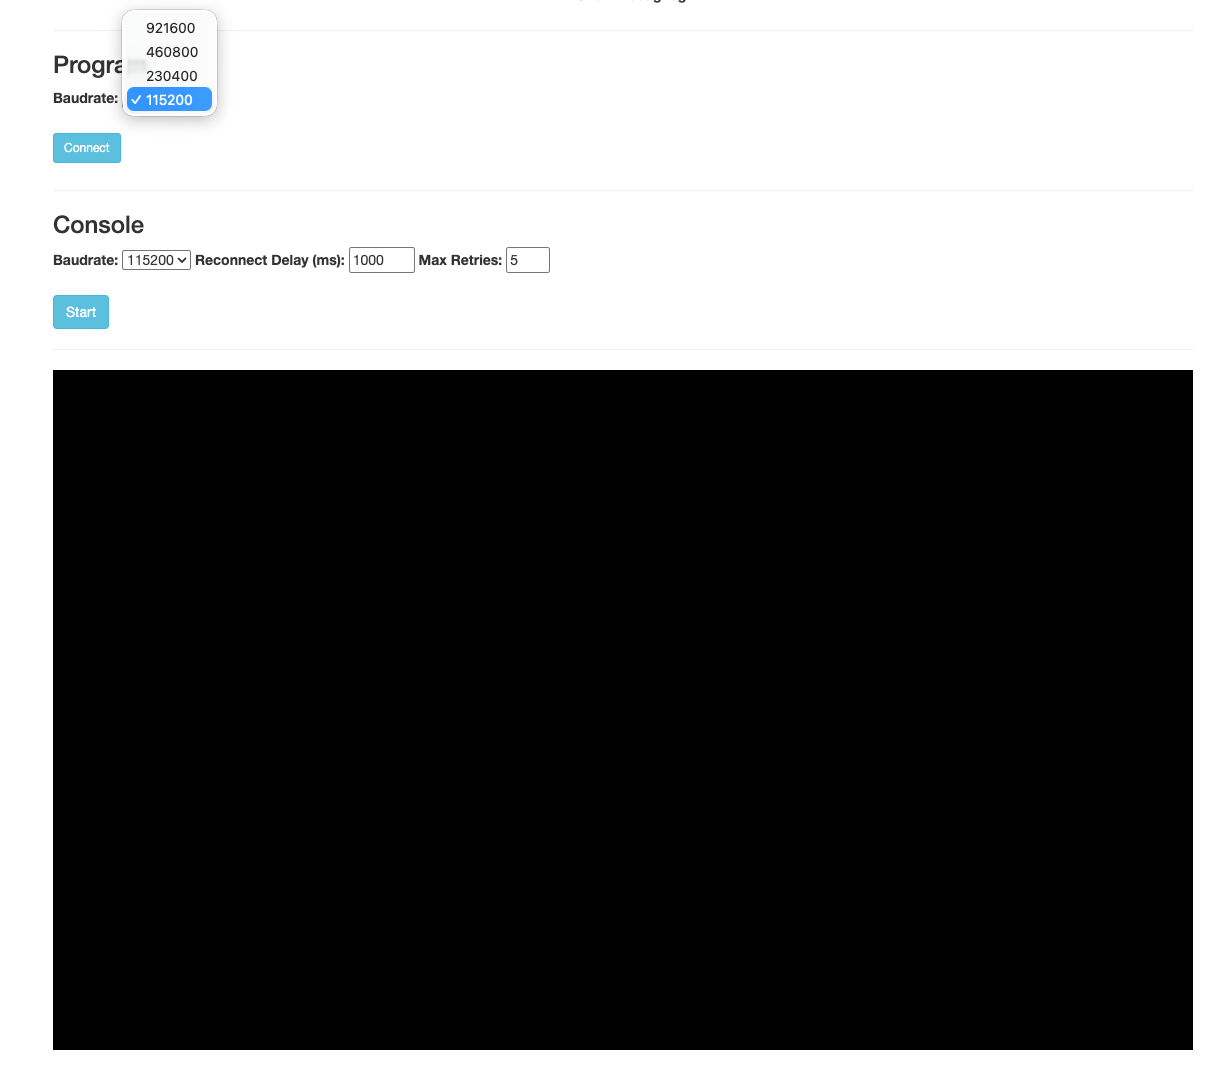 921600
460800
230400
✓ 115200
Baudrate:
Connect
Console
Baudrate: 115200 Reconnect Delay (ms): 1000 Max Retries: 5
Start